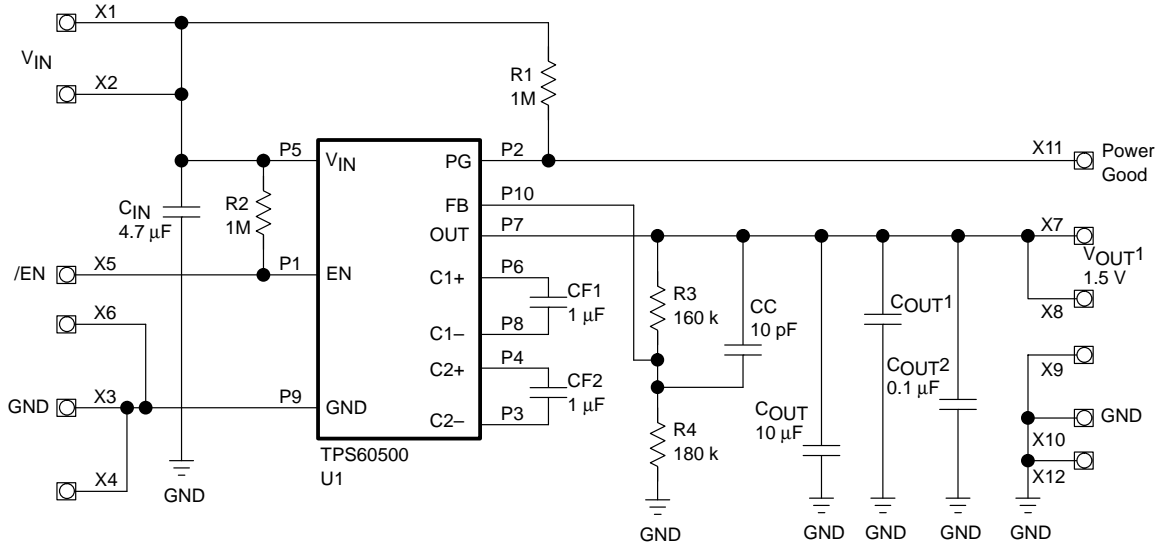 X1
VIN
X2
R1
1M
P5
VIN
PG
P2
X11
Power
Good
CIN
4.7 μF
R2
1M
FB
P10
OUT
P7
X7
VOUT1
1.5 V
X8
/EN
X5
P1
EN
C1+
P6
CF1
1 μF
C1–
P8
R3
160 k
CC
10 pF
COUT1
X6
C2+
P4
CF2
1 μF
C2–
P3
COUT2
0.1 μF
X9
GND
X3
P9
GND
COUT
10 μF
GND
X10
R4
180 k
X12
TPS60500
U1
X4
GND
GND
GND
GND
GND
GND